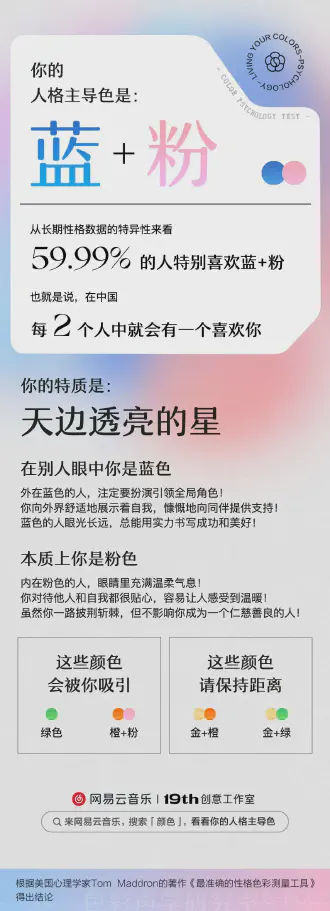 LIVING YOUR COLORS-PSYCHOLOGY-
- COLOR PSYCHOLOGY TEST -
你的
人格主导色是：
蓝+粉
从长期性格数据的特异性来看
59.99% 的人特别喜欢蓝+粉
也就是说，在中国
每 2 个人中就会有一个喜欢你
你的特质是：
天边透亮的星
在别人眼中你是蓝色
外在蓝色的人，注定要扮演引领全局角色！
你向外界舒适地展示着自我，慷慨地向同伴提供支持！
蓝色的人眼光长远，总能用实力书写成功和美好！
本质上你是粉色
内在粉色的人，眼睛里充满温柔气息！
你对待他人和自我都很贴心，容易让人感受到温暖！
虽然你一路披荆斩棘，但不影响你成为一个仁慈善良的人！
这些颜色
会被你吸引
绿色
橙+粉
这些颜色
请保持距离
金+橙
金+绿
网易云音乐 | 19th创意工作室
来网易云音乐，搜索「颜色」，看看你的人格主导色
根据美国心理学家Tom Maddron的著作《最准确的性格色彩测量工具》
得出结论